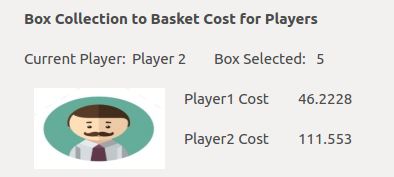 Box Collection to Basket Cost for Players
Current Player: Player 2 Box Selected: 5
Player1 Cost 46.2228
Player2 Cost 111.553